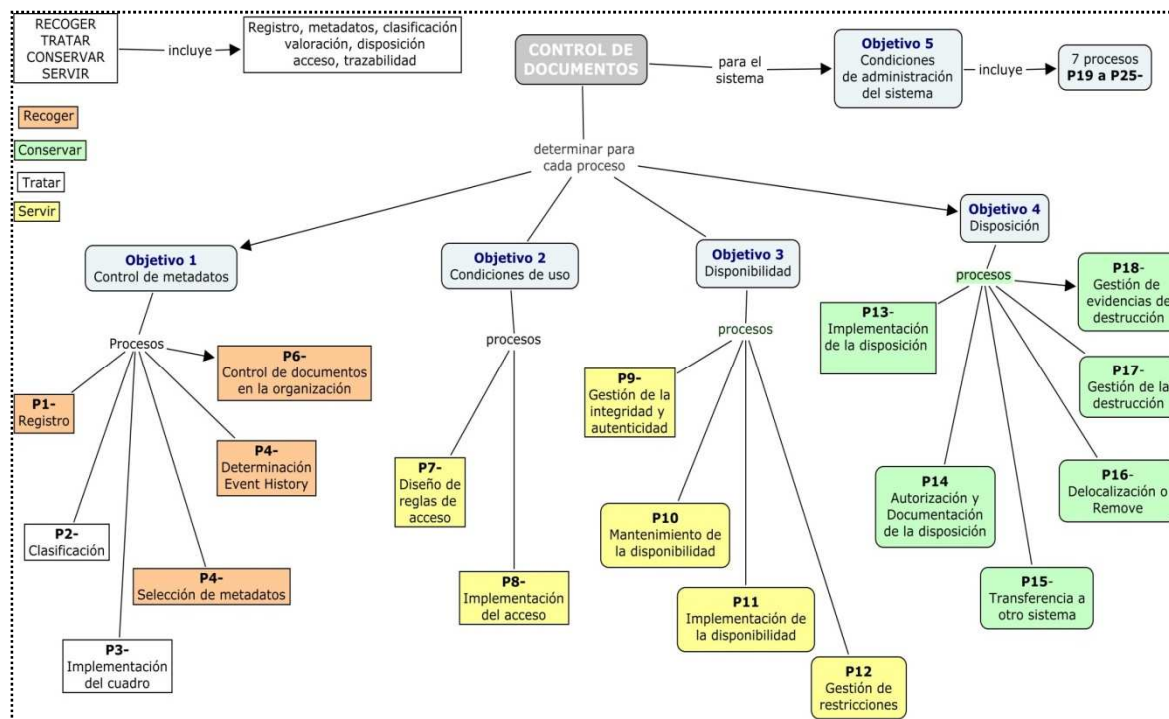 RECOGER
TRATAR
CONSERVAR
SERVIR
incluye
Registro, metadatos, clasificación
valoración, disposición
acceso, trazabilidad
CONTROL DE
DOCUMENTOS
para el
sistema
Objetivo 5
Condiciones
de administración
del sistema
incluye
7 procesos
P19 a P25-
Recoger
Conservar
Tratar
Servir
determinar para
cada proceso
Objetivo 1
Control de metadatos
Objetivo 2
Condiciones de uso
Objetivo 3
Disponibilidad
Objetivo 4
Disposición
Procesos
P6-
Control de documentos
en la organización
P1-
Registro
P4-
Determinación
Event History
P2-
Clasificación
P4-
Selección de metadatos
P3-
Implementación
del cuadro
procesos
P7-
Diseño de
reglas de
acceso
P8-
Implementación
del acceso
procesos
P9-
Gestión de la
integridad y
autenticidad
P10
Mantenimiento de
la disponibilidad
P11
Implementación de
la disponibilidad
P12
Gestión de
restricciones
procesos
P13-
Implementación
de la disposición
P18-
Gestión de
evidencias de
destrucción
P17-
Gestión de la
destrucción
P16-
Delocalización o
Remove
P14
Autorización y
Documentación
de la disposición
P15-
Transferencia a
otro sistema